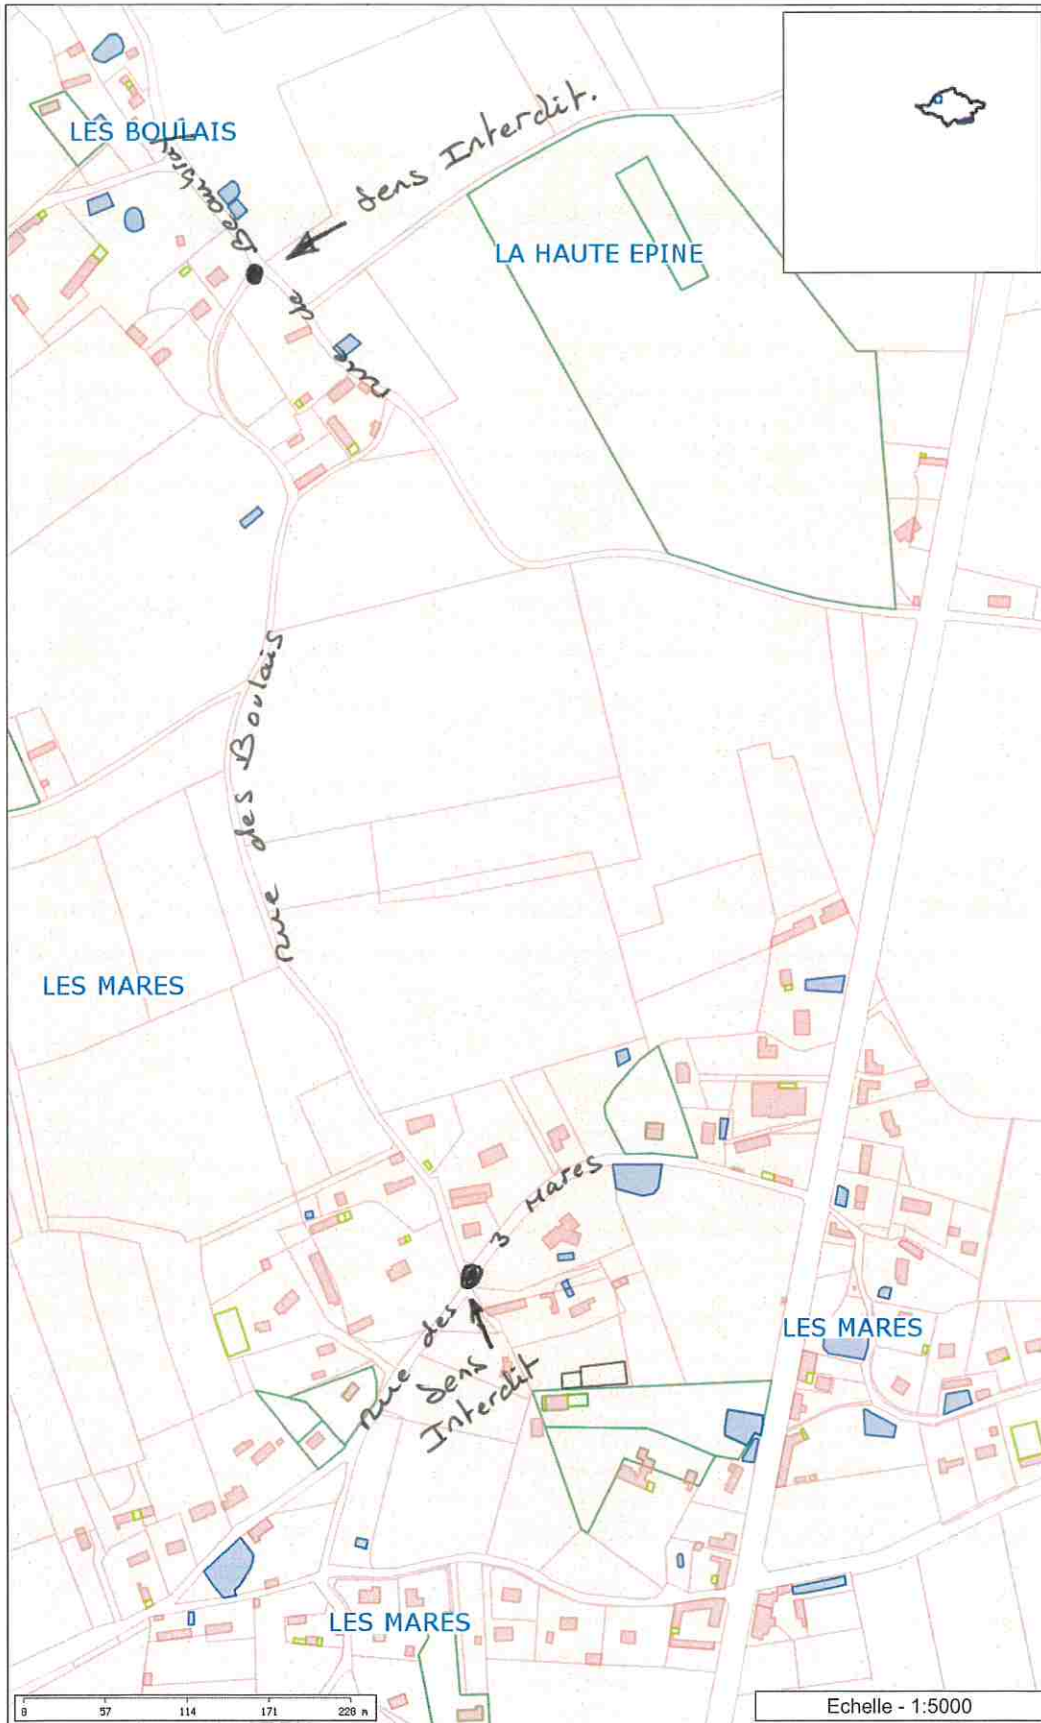 LES BOULAIS
sens Interdit.
rue de Beaubray
LA HAUTE EPINE
rue des Boulais
LES MARES
rue des 3 Mares
sens
Interdit
LES MARES
LES MARES
0 57 114 171 228 m
Echelle - 1:5000